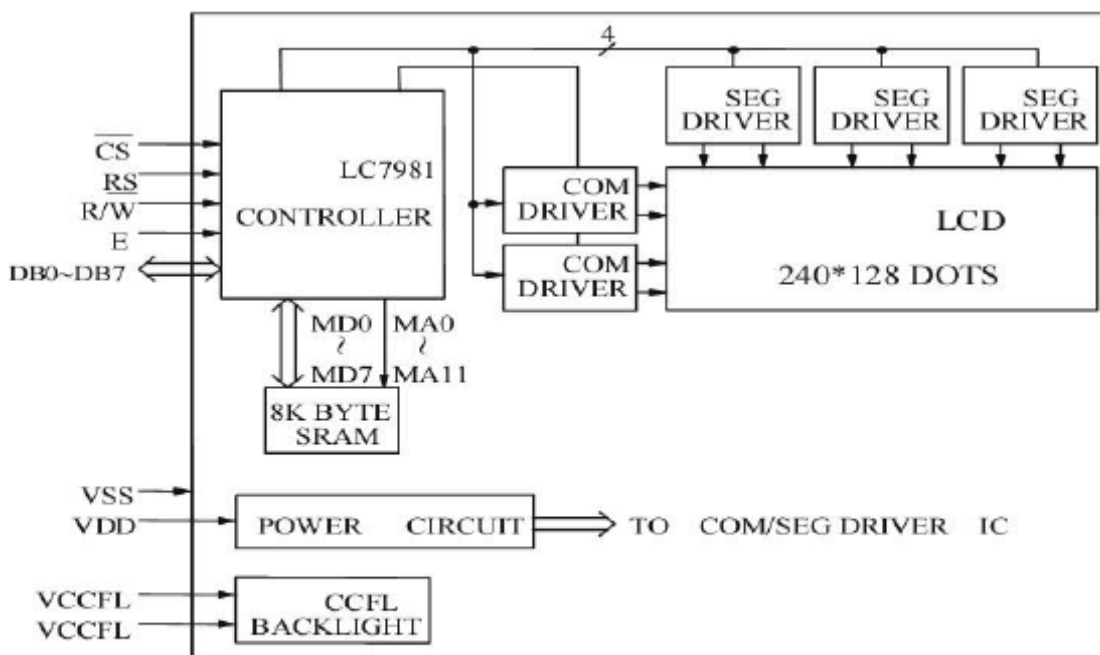 4
SEG
DRIVER
SEG
DRIVER
SEG
DRIVER
CS
RS
R/W
E
DB0~DB7
LC7981
CONTROLLER
COM
DRIVER
COM
DRIVER
LCD
240*128 DOTS
MD0
~
MD7
MA0
~
MA11
8K BYTE
SRAM
VSS
VDD
POWER CIRCUIT
TO COM/SEG DRIVER IC
VCCFL
VCCFL
CCFL
BACKLIGHT